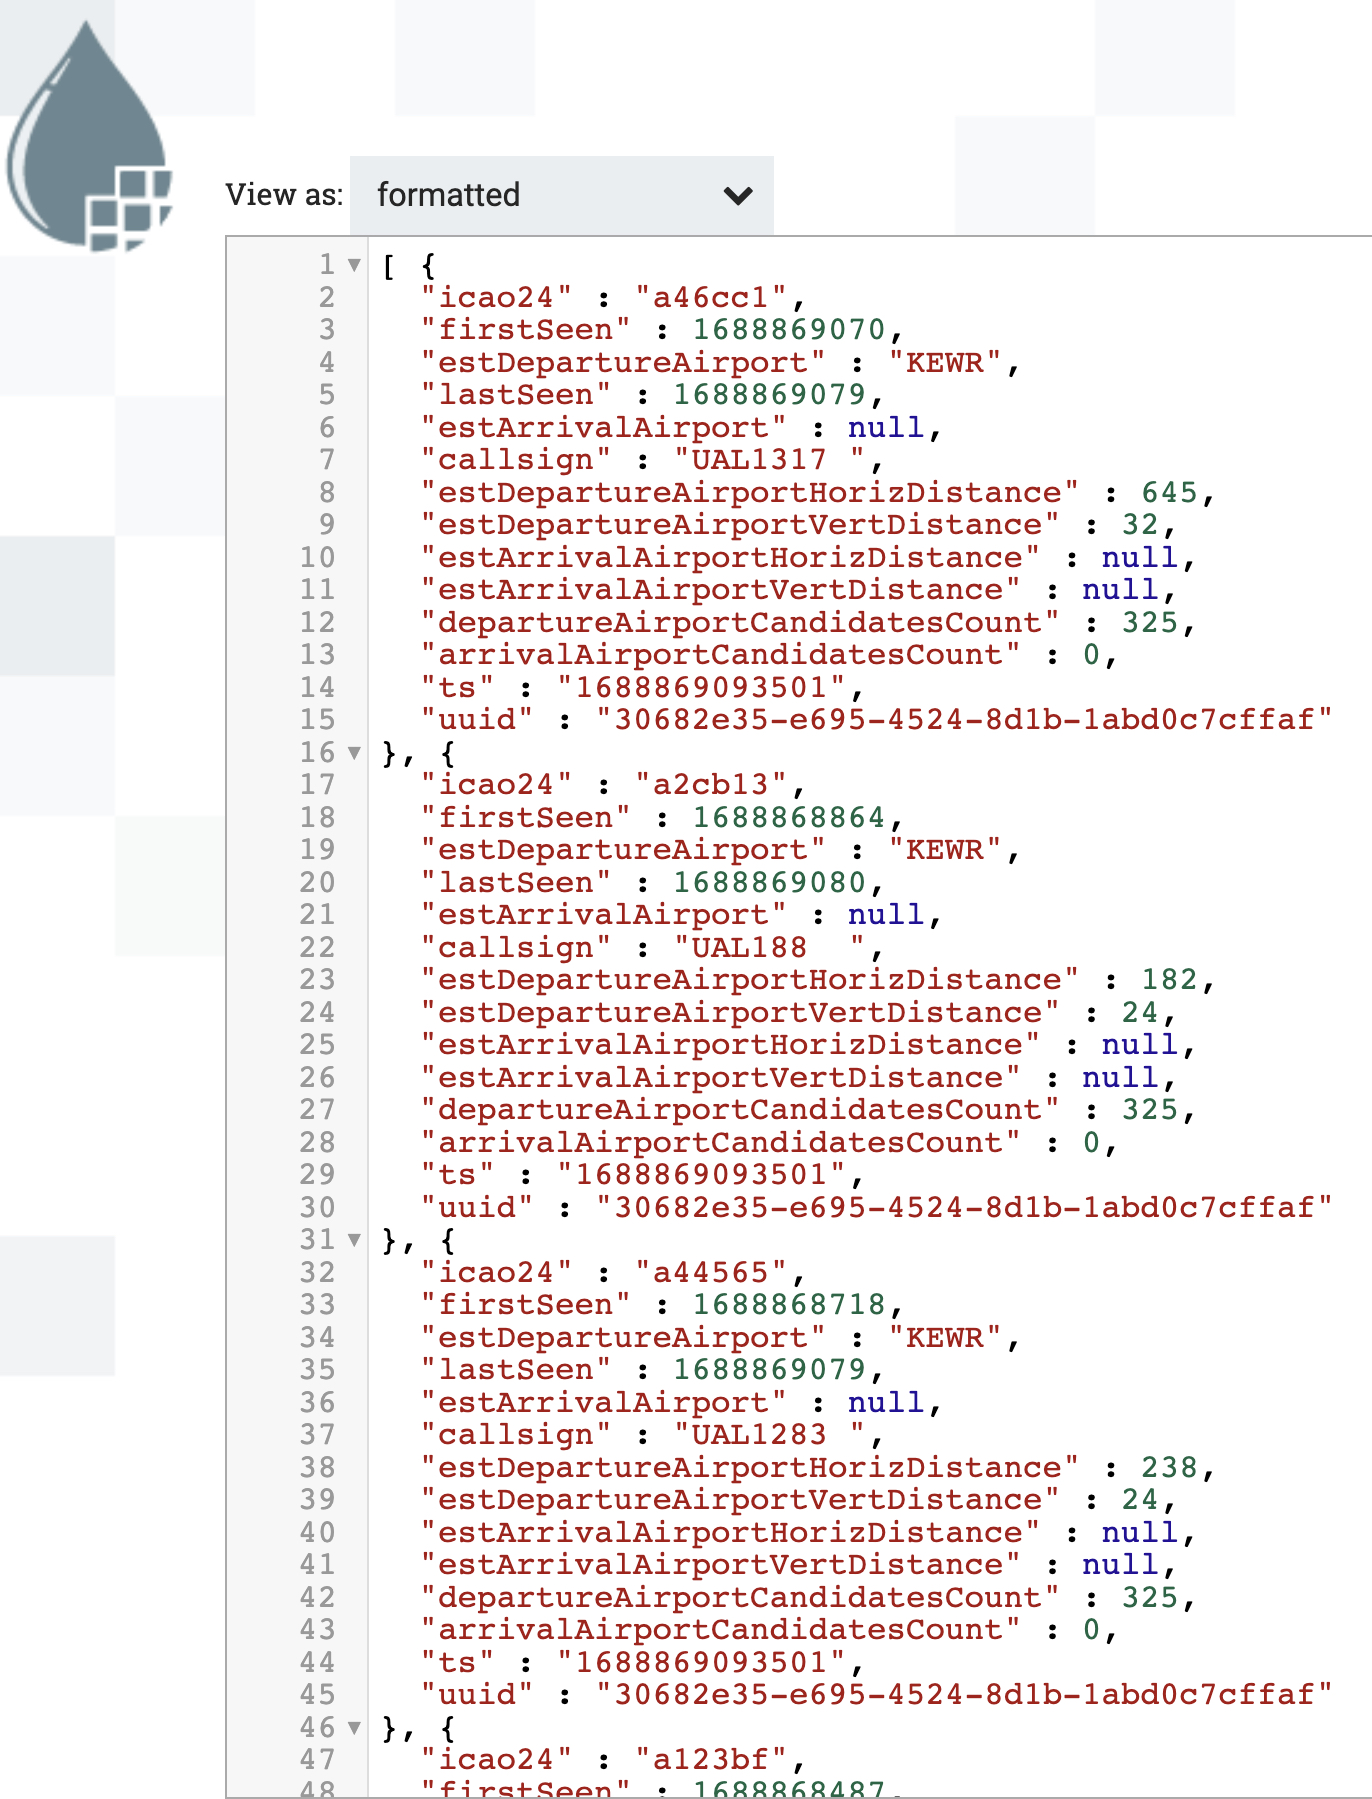 View as: formatted
1 [ {
2 "icao24" : "a46cc1",
3 "firstSeen" : 1688869070,
4 "estDepartureAirport" : "KEWR",
5 "lastSeen" : 1688869079,
6 "estArrivalAirport" : null,
7 "callsign" : "UAL1317 ",
8 "estDepartureAirportHorizDistance" : 645,
9 "estDepartureAirportVertDistance" : 32,
10 "estArrivalAirportHorizDistance" : null,
11 "estArrivalAirportVertDistance" : null,
12 "departureAirportCandidatesCount" : 325,
13 "arrivalAirportCandidatesCount" : 0,
14 "ts" : "1688869093501",
15 "uuid" : "30682e35-e695-4524-8d1b-1abd0c7cffaf"
16 }, {
17 "icao24" : "a2cb13",
18 "firstSeen" : 1688868864,
19 "estDepartureAirport" : "KEWR",
20 "lastSeen" : 1688869080,
21 "estArrivalAirport" : null,
22 "callsign" : "UAL188  ",
23 "estDepartureAirportHorizDistance" : 182,
24 "estDepartureAirportVertDistance" : 24,
25 "estArrivalAirportHorizDistance" : null,
26 "estArrivalAirportVertDistance" : null,
27 "departureAirportCandidatesCount" : 325,
28 "arrivalAirportCandidatesCount" : 0,
29 "ts" : "1688869093501",
30 "uuid" : "30682e35-e695-4524-8d1b-1abd0c7cffaf"
31 }, {
32 "icao24" : "a44565",
33 "firstSeen" : 1688868718,
34 "estDepartureAirport" : "KEWR",
35 "lastSeen" : 1688869079,
36 "estArrivalAirport" : null,
37 "callsign" : "UAL1283 ",
38 "estDepartureAirportHorizDistance" : 238,
39 "estDepartureAirportVertDistance" : 24,
40 "estArrivalAirportHorizDistance" : null,
41 "estArrivalAirportVertDistance" : null,
42 "departureAirportCandidatesCount" : 325,
43 "arrivalAirportCandidatesCount" : 0,
44 "ts" : "1688869093501",
45 "uuid" : "30682e35-e695-4524-8d1b-1abd0c7cffaf"
46 }, {
47 "icao24" : "a123bf",
48 "firstSeen" : 1688868487,